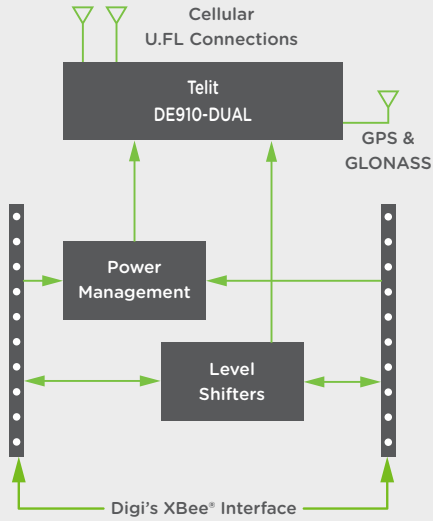 Cellular
U.FL Connections
Telit
DE910-DUAL
GPS &
GLONASS
Power
Management
Level
Shifters
Digi's XBee® Interface